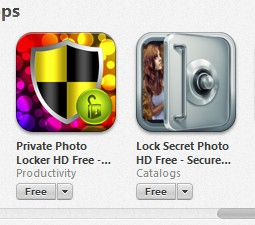 ps
Private Photo
Locker HD Free -...
Productivity
Free
Lock Secret Photo
HD Free - Secure...
Catalogs
Free